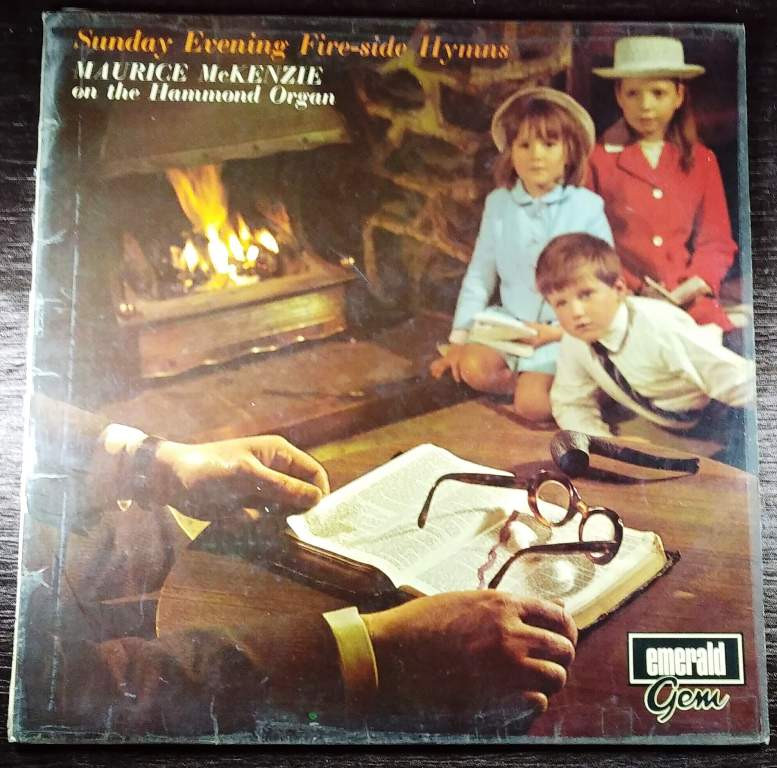 Sunday Evening Fire-side Hymns
MAURICE McKENZIE
on the Hammond Organ
emerald
Gem